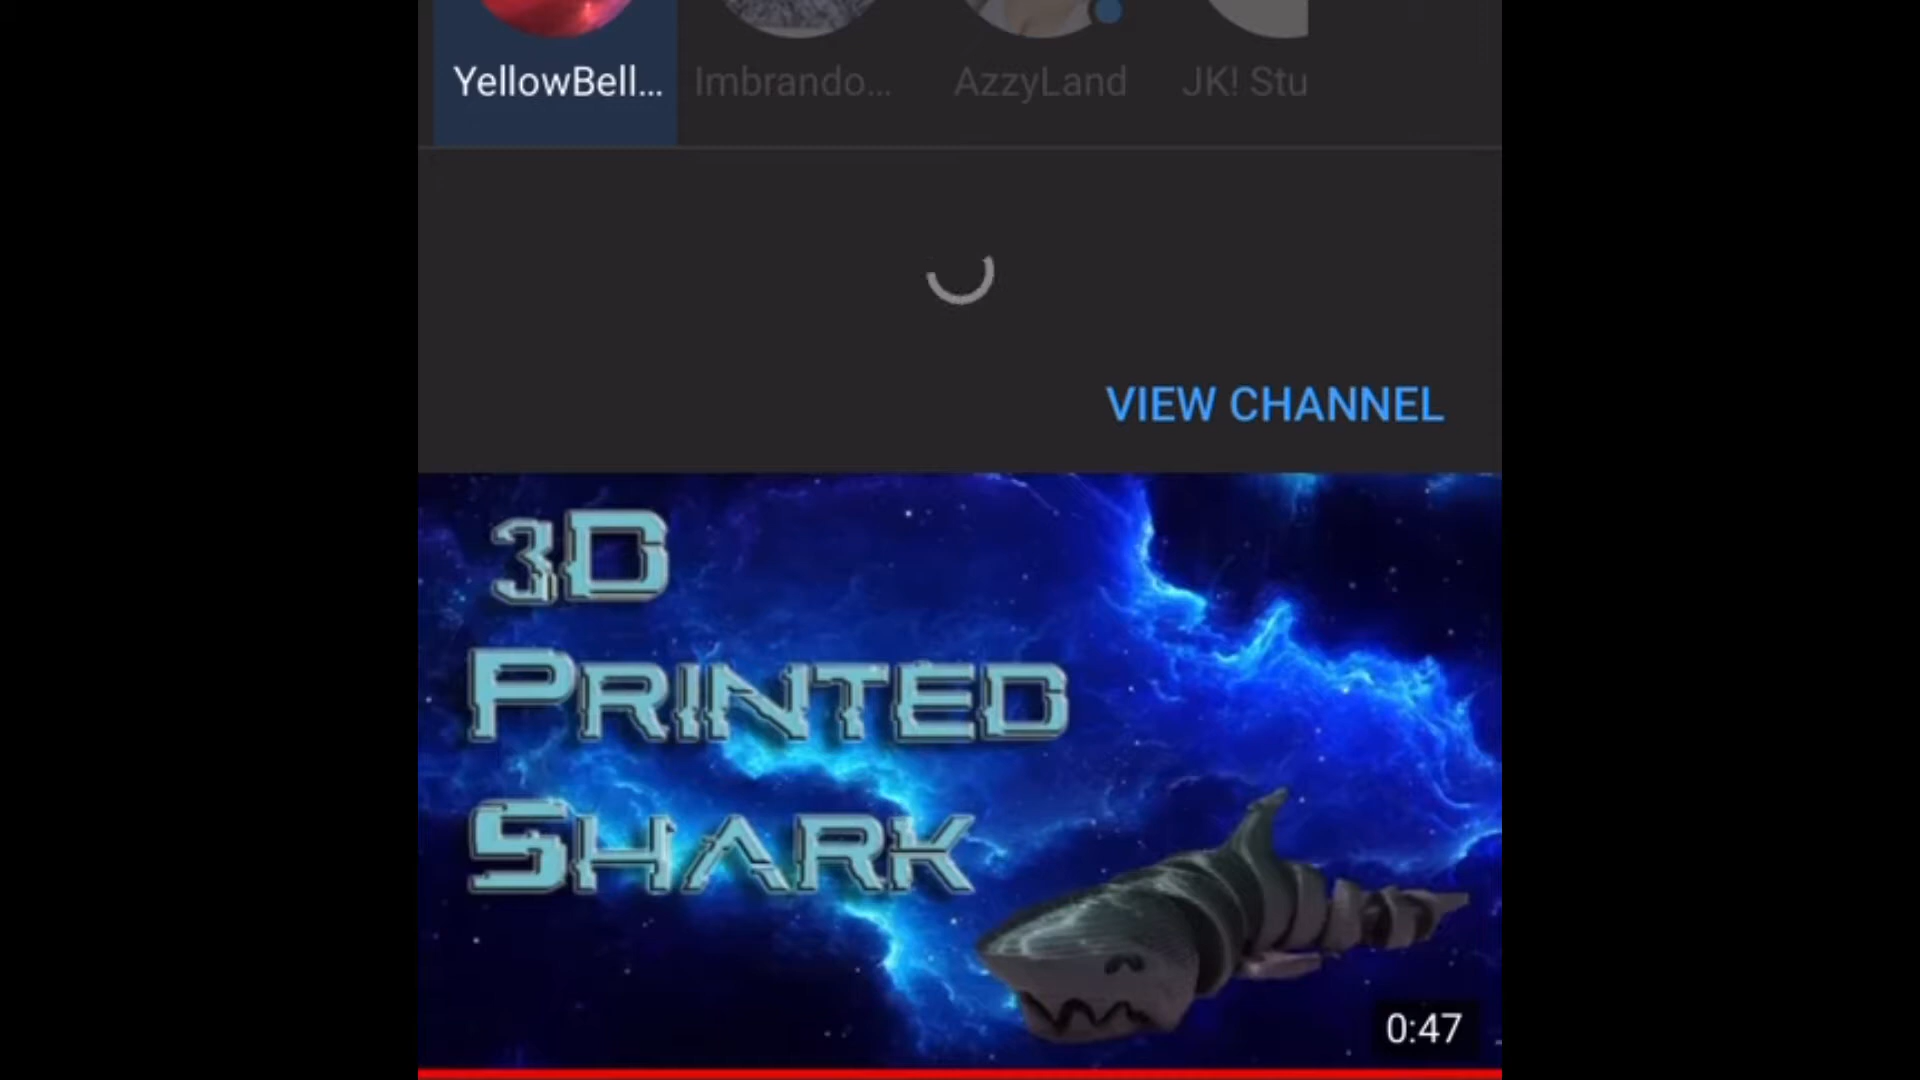 YellowBell...
Imbrando...
AzzyLand
JK! Stu
VIEW CHANNEL
3D
PRINTED
SHARK
0:47